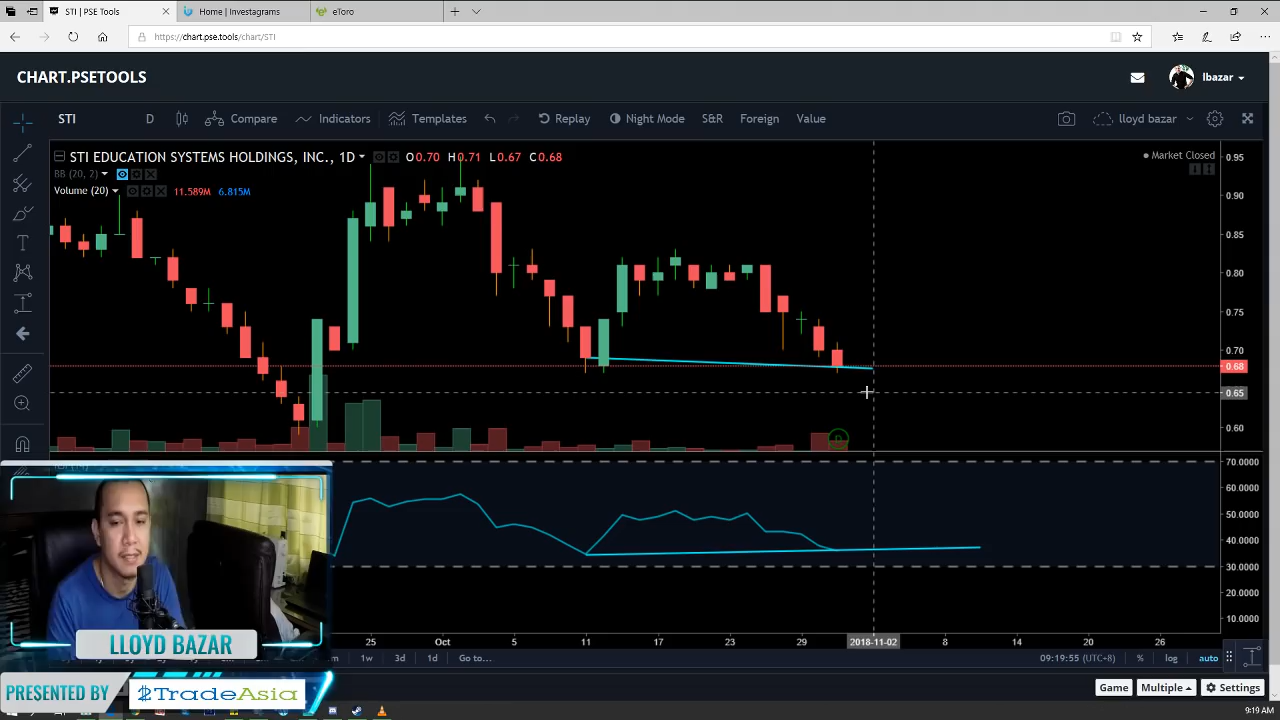 STI | PSE Tools
Home | Investagrams
eToro
https://chart.pse.tools/chart/STI
CHART.PSETOOLS
lbazar
STI
D
Compare
Indicators
Templates
Replay
Night Mode
S&R
Foreign
Value
lloyd bazar
STI EDUCATION SYSTEMS HOLDINGS, INC., 1D
O0.70 H0.71 L0.67 C0.68
Market Closed
BB (20, 2)
Volume (20)
11.589M 6.815M
0.95
0.90
0.85
0.80
0.75
0.70
0.68
0.65
0.60
D
70.0000
60.0000
50.0000
40.0000
30.0000
20.0000
10.0000
25
Oct
5
11
17
23
29
2018-11-02
8
14
20
26
1w
3d
1d
Go to...
09:19:55 (UTC+8)
%
log
auto
LLOYD BAZAR
PRESENTED BY
$TradeAsia
Game
Multiple
Settings
9:19 AM